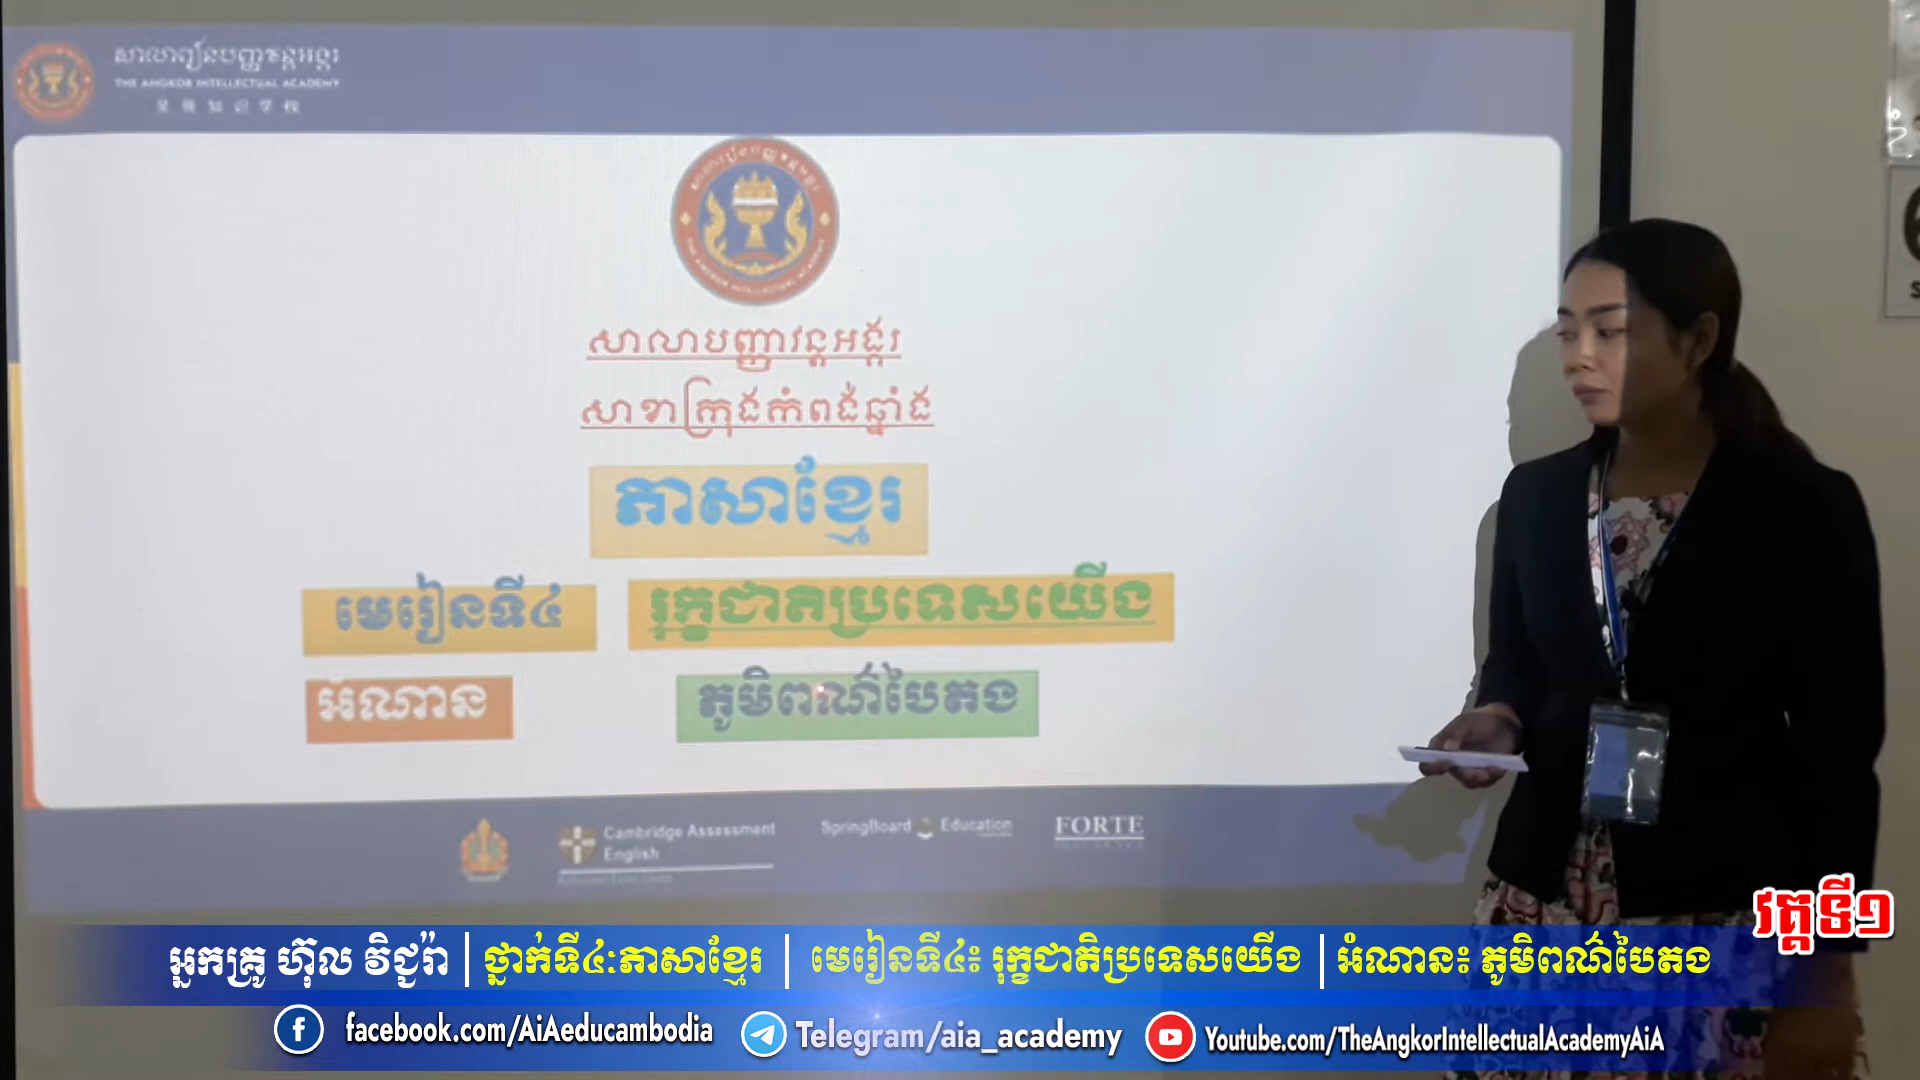 សាលាបញ្ញាវន្តអង្គរ
THE ANGKOR INTELLECTUAL ACADEMY
សាលាបញ្ញាវន្តអង្គរ
សាខាក្រុងកំពង់ឆ្នាំង
ភាសាខ្មែរ
មេរៀនទី៤ រុក្ខជាតិប្រទេសយើង
អំណាន ភូមិពណ៌បៃតង
Cambridge Assessment
English
SpringBoard Education
FORTE
វគ្គទី១
អ្នកគ្រូ ហ៊ុល វិជ្ជរ៉ា | ថ្នាក់ទី៤:ភាសាខ្មែរ | មេរៀនទី៤៖ រុក្ខជាតិប្រទេសយើង | អំណាន៖ ភូមិពណ៌បៃតង
facebook.com/AiAeducambodia Telegram/aia_academy Youtube.com/TheAngkorIntellectualAcademyAiA